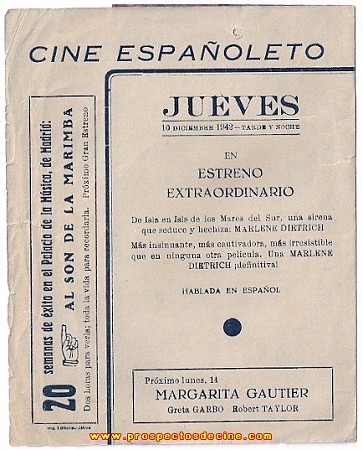 CINE ESPAÑOLETO
20 semanas de éxito en el Palacio de la Música, de Madrid:
AL SON DE LA MARIMBA
Dos horas para verla; toda la vida para recordarla. Próximo Gran Estreno
JUEVES
10 DICIEMBRE 1942 — TARDE Y NOCHE
EN
ESTRENO
EXTRAORDINARIO
De Isla en Isla de los Mares del Sur, una sirena
que seduce y hechiza: MARLENE DIETRICH
Más insinuante, más cautivadora, más irresistible
que en ninguna otra película. Una MARLENE
DIETRICH ¡definitiva!
HABLADA EN ESPAÑOL
Próximo lunes, 14
MARGARITA GAUTIER
Greta GARBO Robert TAYLOR
www.prospectosdecine.com